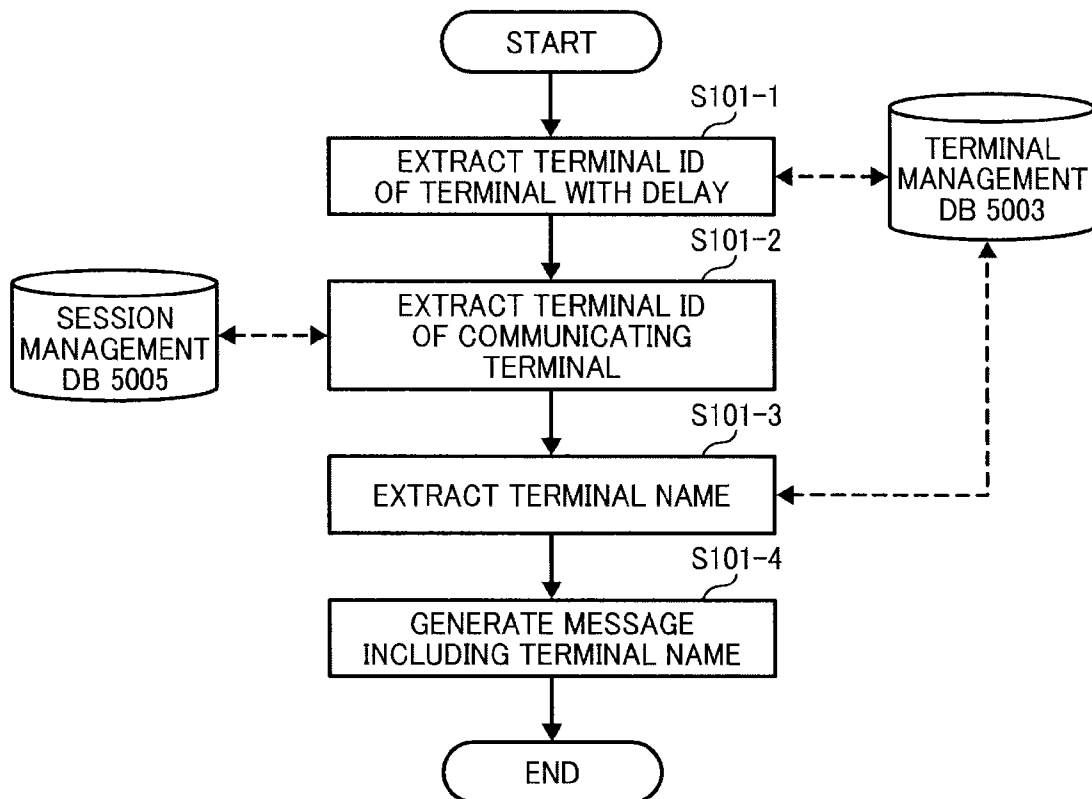 START
S101-1
EXTRACT TERMINAL ID
OF TERMINAL WITH DELAY
TERMINAL
MANAGEMENT
DB 5003
S101-2
EXTRACT TERMINAL ID
OF COMMUNICATING
TERMINAL
SESSION
MANAGEMENT
DB 5005
S101-3
EXTRACT TERMINAL NAME
S101-4
GENERATE MESSAGE
INCLUDING TERMINAL NAME
END